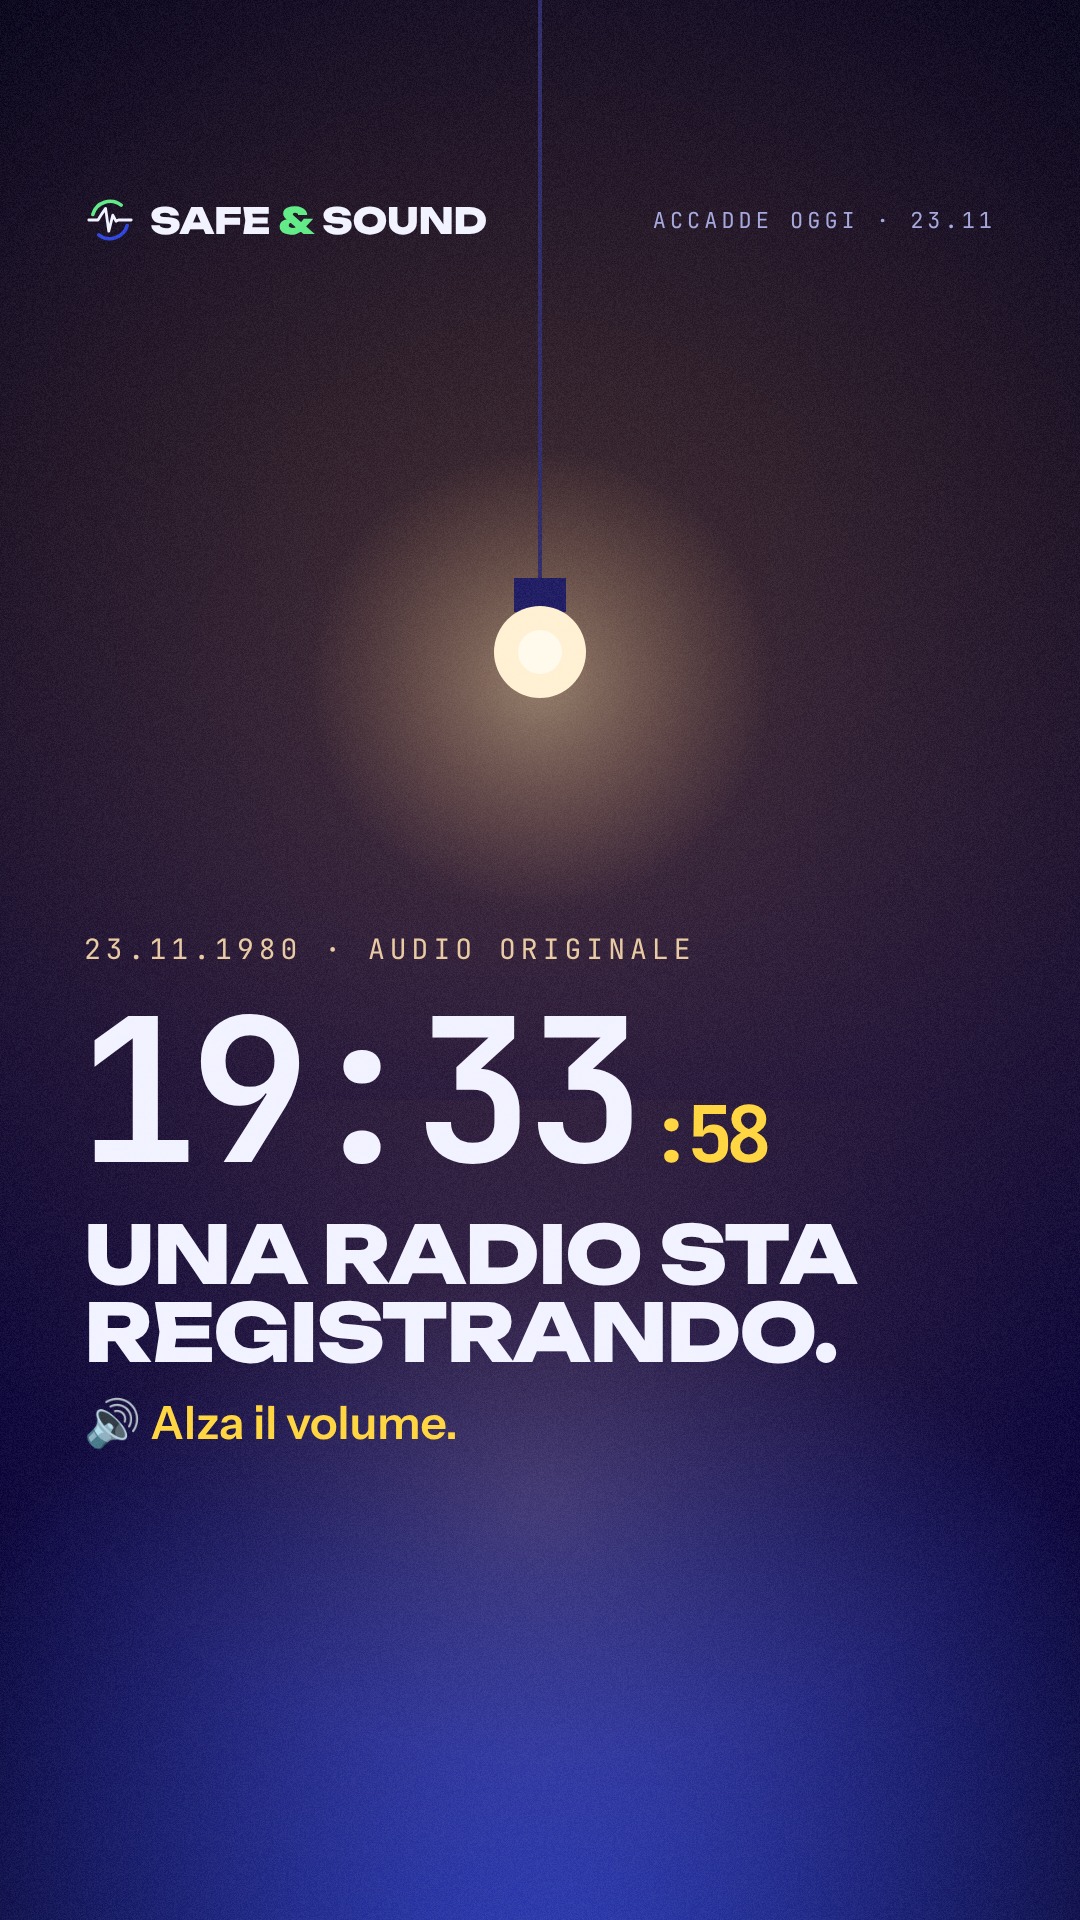 SAFE & SOUND
ACCADDE OGGI · 23.11
23.11.1980 · AUDIO ORIGINALE
19:33:58
UNA RADIO STA
REGISTRANDO.
🔊 Alza il volume.